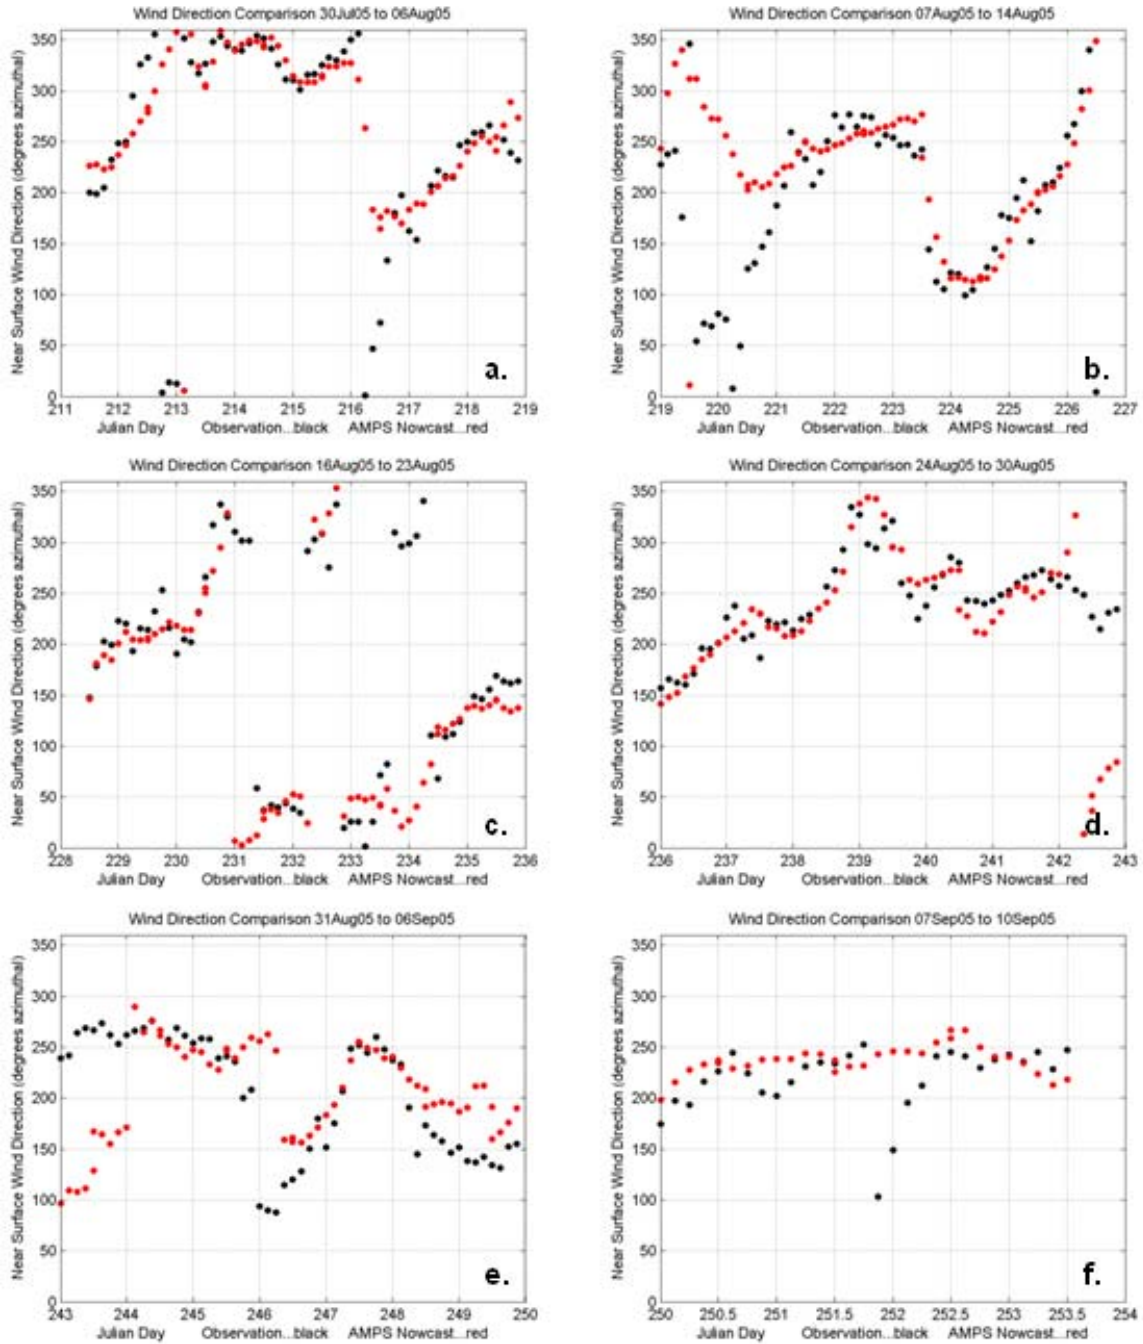 Wind Direction Comparison 30Jul05 to 06Aug05
Near Surface Wind Direction (degrees azimuthal)
350
300
250
200
150
100
50
0
a.
211 212 213 214 215 216 217 218 219
Julian Day Observation...black AMPS Nowcast...red
Wind Direction Comparison 07Aug05 to 14Aug05
Near Surface Wind Direction (degrees azimuthal)
350
300
250
200
150
100
50
0
b.
219 220 221 222 223 224 225 226 227
Julian Day Observation...black AMPS Nowcast...red
Wind Direction Comparison 16Aug05 to 23Aug05
Near Surface Wind Direction (degrees azimuthal)
350
300
250
200
150
100
50
0
c.
228 229 230 231 232 233 234 235 236
Julian Day Observation...black AMPS Nowcast...red
Wind Direction Comparison 24Aug05 to 30Aug05
Near Surface Wind Direction (degrees azimuthal)
350
300
250
200
150
100
50
0
d.
236 237 238 239 240 241 242 243
Julian Day Observation...black AMPS Nowcast...red
Wind Direction Comparison 31Aug05 to 06Sep05
Near Surface Wind Direction (degrees azimuthal)
350
300
250
200
150
100
50
0
e.
243 244 245 246 247 248 249 250
Julian Day Observation...black AMPS Nowcast...red
Wind Direction Comparison 07Sep05 to 10Sep05
Near Surface Wind Direction (degrees azimuthal)
350
300
250
200
150
100
50
0
f.
250 250.5 251 251.5 252 252.5 253 253.5 254
Julian Day Observation...black AMPS Nowcast...red